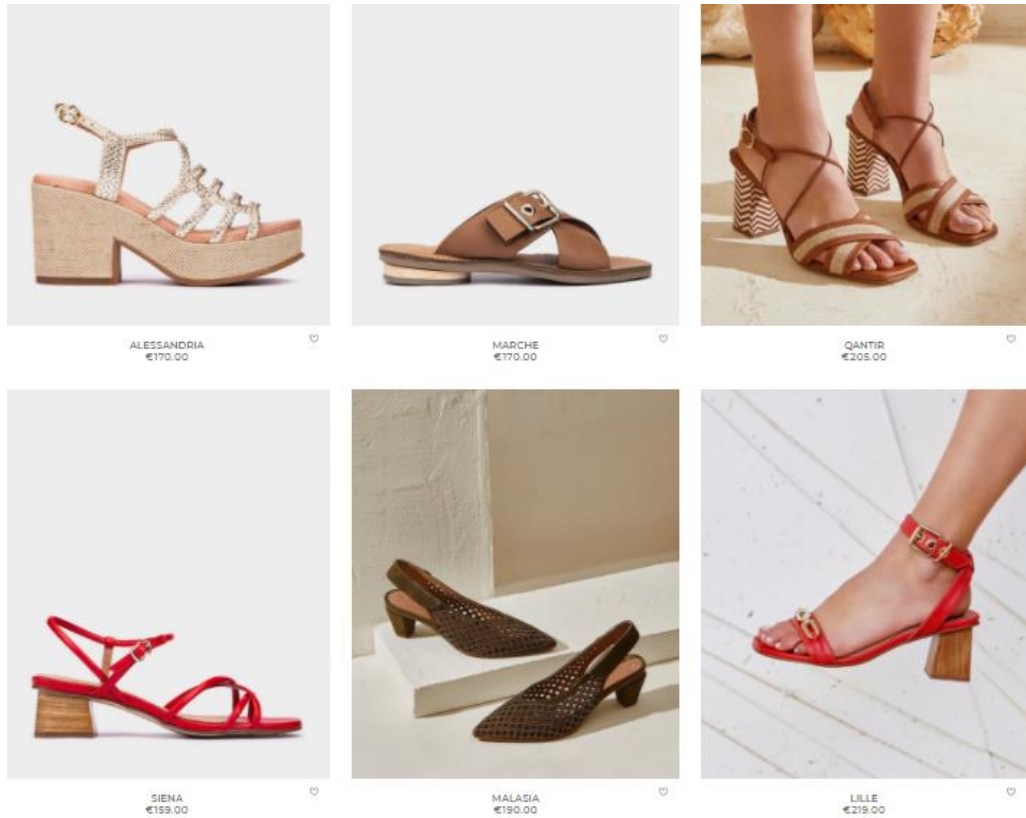 ALESSANDRIA
€170.00
MARCHE
€170.00
QANTIR
€205.00
SIENA
€159.00
MALASIA
€190.00
LILLE
€219.00